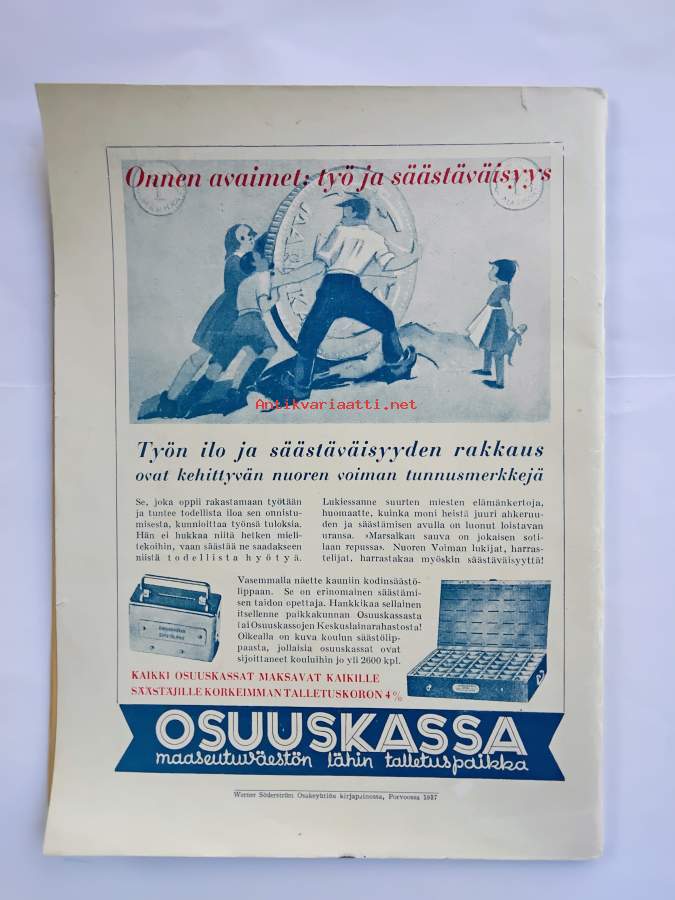 Onnen avaimet: työ ja säästäväisyys
MARKKAA
Antikvariaatti.net
Työn ilo ja säästäväisyyden rakkaus
ovat kehittyvän nuoren voiman tunnusmerkkejä
Se, joka oppii rakastamaan työtään
ja tuntee todellista iloa sen onnistu-
misesta, kunnioittaa työnsä tuloksia.
Hän ei hukkaa niitä hetken mieli-
tekoihin, vaan säästää ne saadakseen
niistä todellista hyötyä.
Lukiessanne suurten miesten elämänkertoja,
huomaatte, kuinka moni heistä juuri ahkeruu-
den ja säästämisen avulla on luonut loistavan
uransa. »Marsalkan sauva on jokaisen soti-
laan repussa». Nuoren Voiman lukijat, harras-
telijat, harrastakaa myöskin säästäväisyyttä!
Vasemmalla näette kauniin kodinsäästö-
lippaan. Se on erinomainen säästämi-
sen taidon opettaja. Hankkikaa sellainen
itsellenne paikkakunnan Osuuskassasta
tai Osuuskassojen Keskuslainarahastosta!
Oikealla on kuva koulun säästölip-
paasta, jollaisia osuuskassat ovat
sijoittaneet kouluihin jo yli 2600 kpl.
KAIKKI OSUUSKASSAT MAKSAVAT KAIKILLE
SÄÄSTÄJILLE KORKEIMMAN TALLETUSKORON 4%
OSUUSKASSA
maaseutuväestön lähin talletuspaikka
Werner Söderström Osakeyhtiön kirjapainossa, Porvoossa 1937